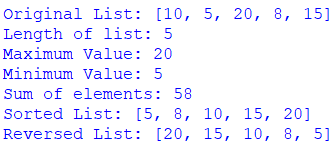 Original List: [10, 5, 20, 8, 15]
Length of list: 5
Maximum Value: 20
Minimum Value: 5
Sum of elements: 58
Sorted List: [5, 8, 10, 15, 20]
Reversed List: [20, 15, 10, 8, 5]